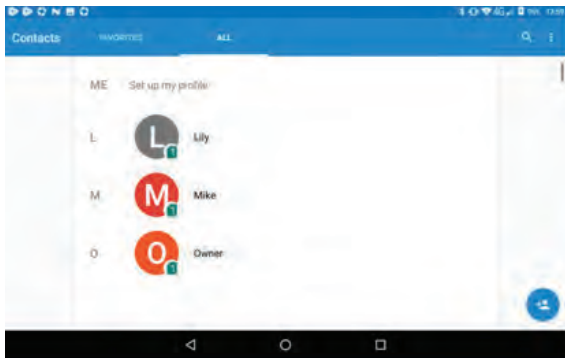 Contacts FAVORITES ALL
ME Set up my profile
L L Lily
M M Mike
O O Owner